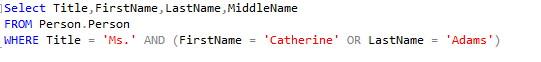 Select Title,FirstName,LastName,MiddleName
FROM Person.Person
WHERE Title = 'Ms.' AND (FirstName = 'Catherine' OR LastName = 'Adams')